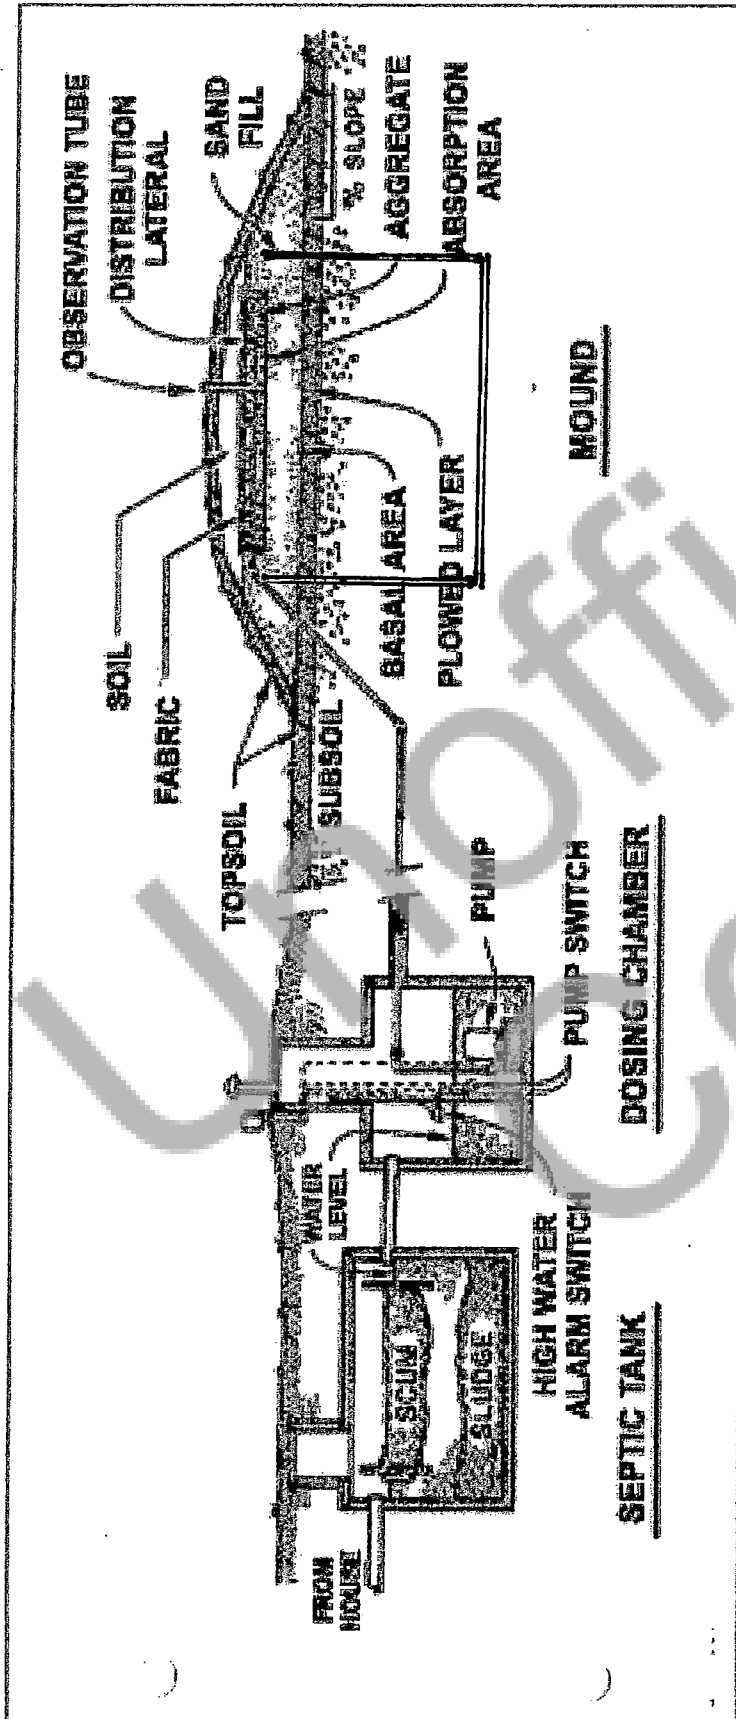 OBSERVATION TUBE
DISTRIBUTION
LATERAL
SAND
FILL
SOIL
FABRIC
TOPSOIL
SUBSOIL
% SLOPE
AGGREGATE
ABSORPTION
AREA
BASAL AREA
PLOWED LAYER
MOUND
PUMP
PUMP SWITCH
DOSING CHAMBER
WATER
LEVEL
HIGH WATER
ALARM SWITCH
FROM
HOUSE
SCUM
SLUDGE
SEPTIC TANK
Unoffi